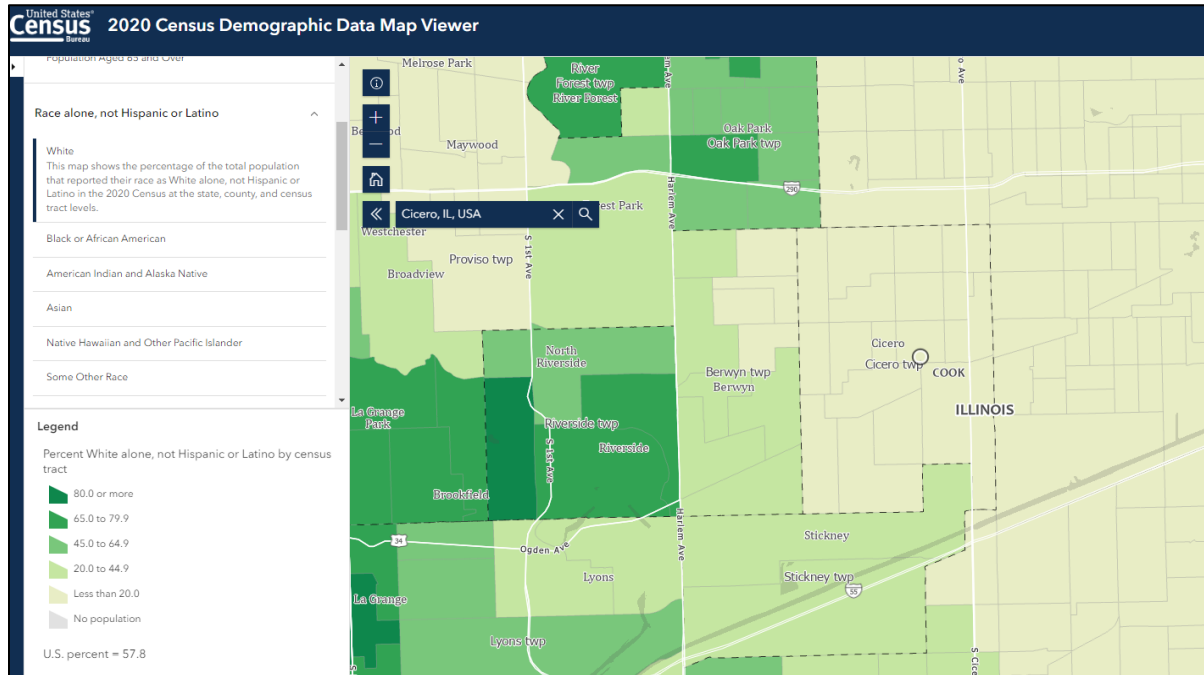 United States®
Census
Bureau
2020 Census Demographic Data Map Viewer
Population Aged 65 and Over
Race alone, not Hispanic or Latino
White
This map shows the percentage of the total population
that reported their race as White alone, not Hispanic or
Latino in the 2020 Census at the state, county, and census
tract levels.
Black or African American
American Indian and Alaska Native
Asian
Native Hawaiian and Other Pacific Islander
Some Other Race
Legend
Percent White alone, not Hispanic or Latino by census
tract
80.0 or more
65.0 to 79.9
45.0 to 64.9
20.0 to 44.9
Less than 20.0
No population
U.S. percent = 57.8
Cicero, IL, USA
Melrose Park
River
Forest twp
River Forest
Maywood
Oak Park
Oak Park twp
290
Harlem Ave
est Park
Westchester
Proviso twp
Broadview
S 1st Ave
North
Riverside
Cicero
Cicero twp
COOK
Berwyn twp
Berwyn
ILLINOIS
La Grange
Park
Riverside twp
Riverside
S 1st Ave
Brookfield
34
Ogden Ave
Harlem Ave
Stickney
Lyons
Stickney twp
55
La Grange
Lyons twp
S Cice